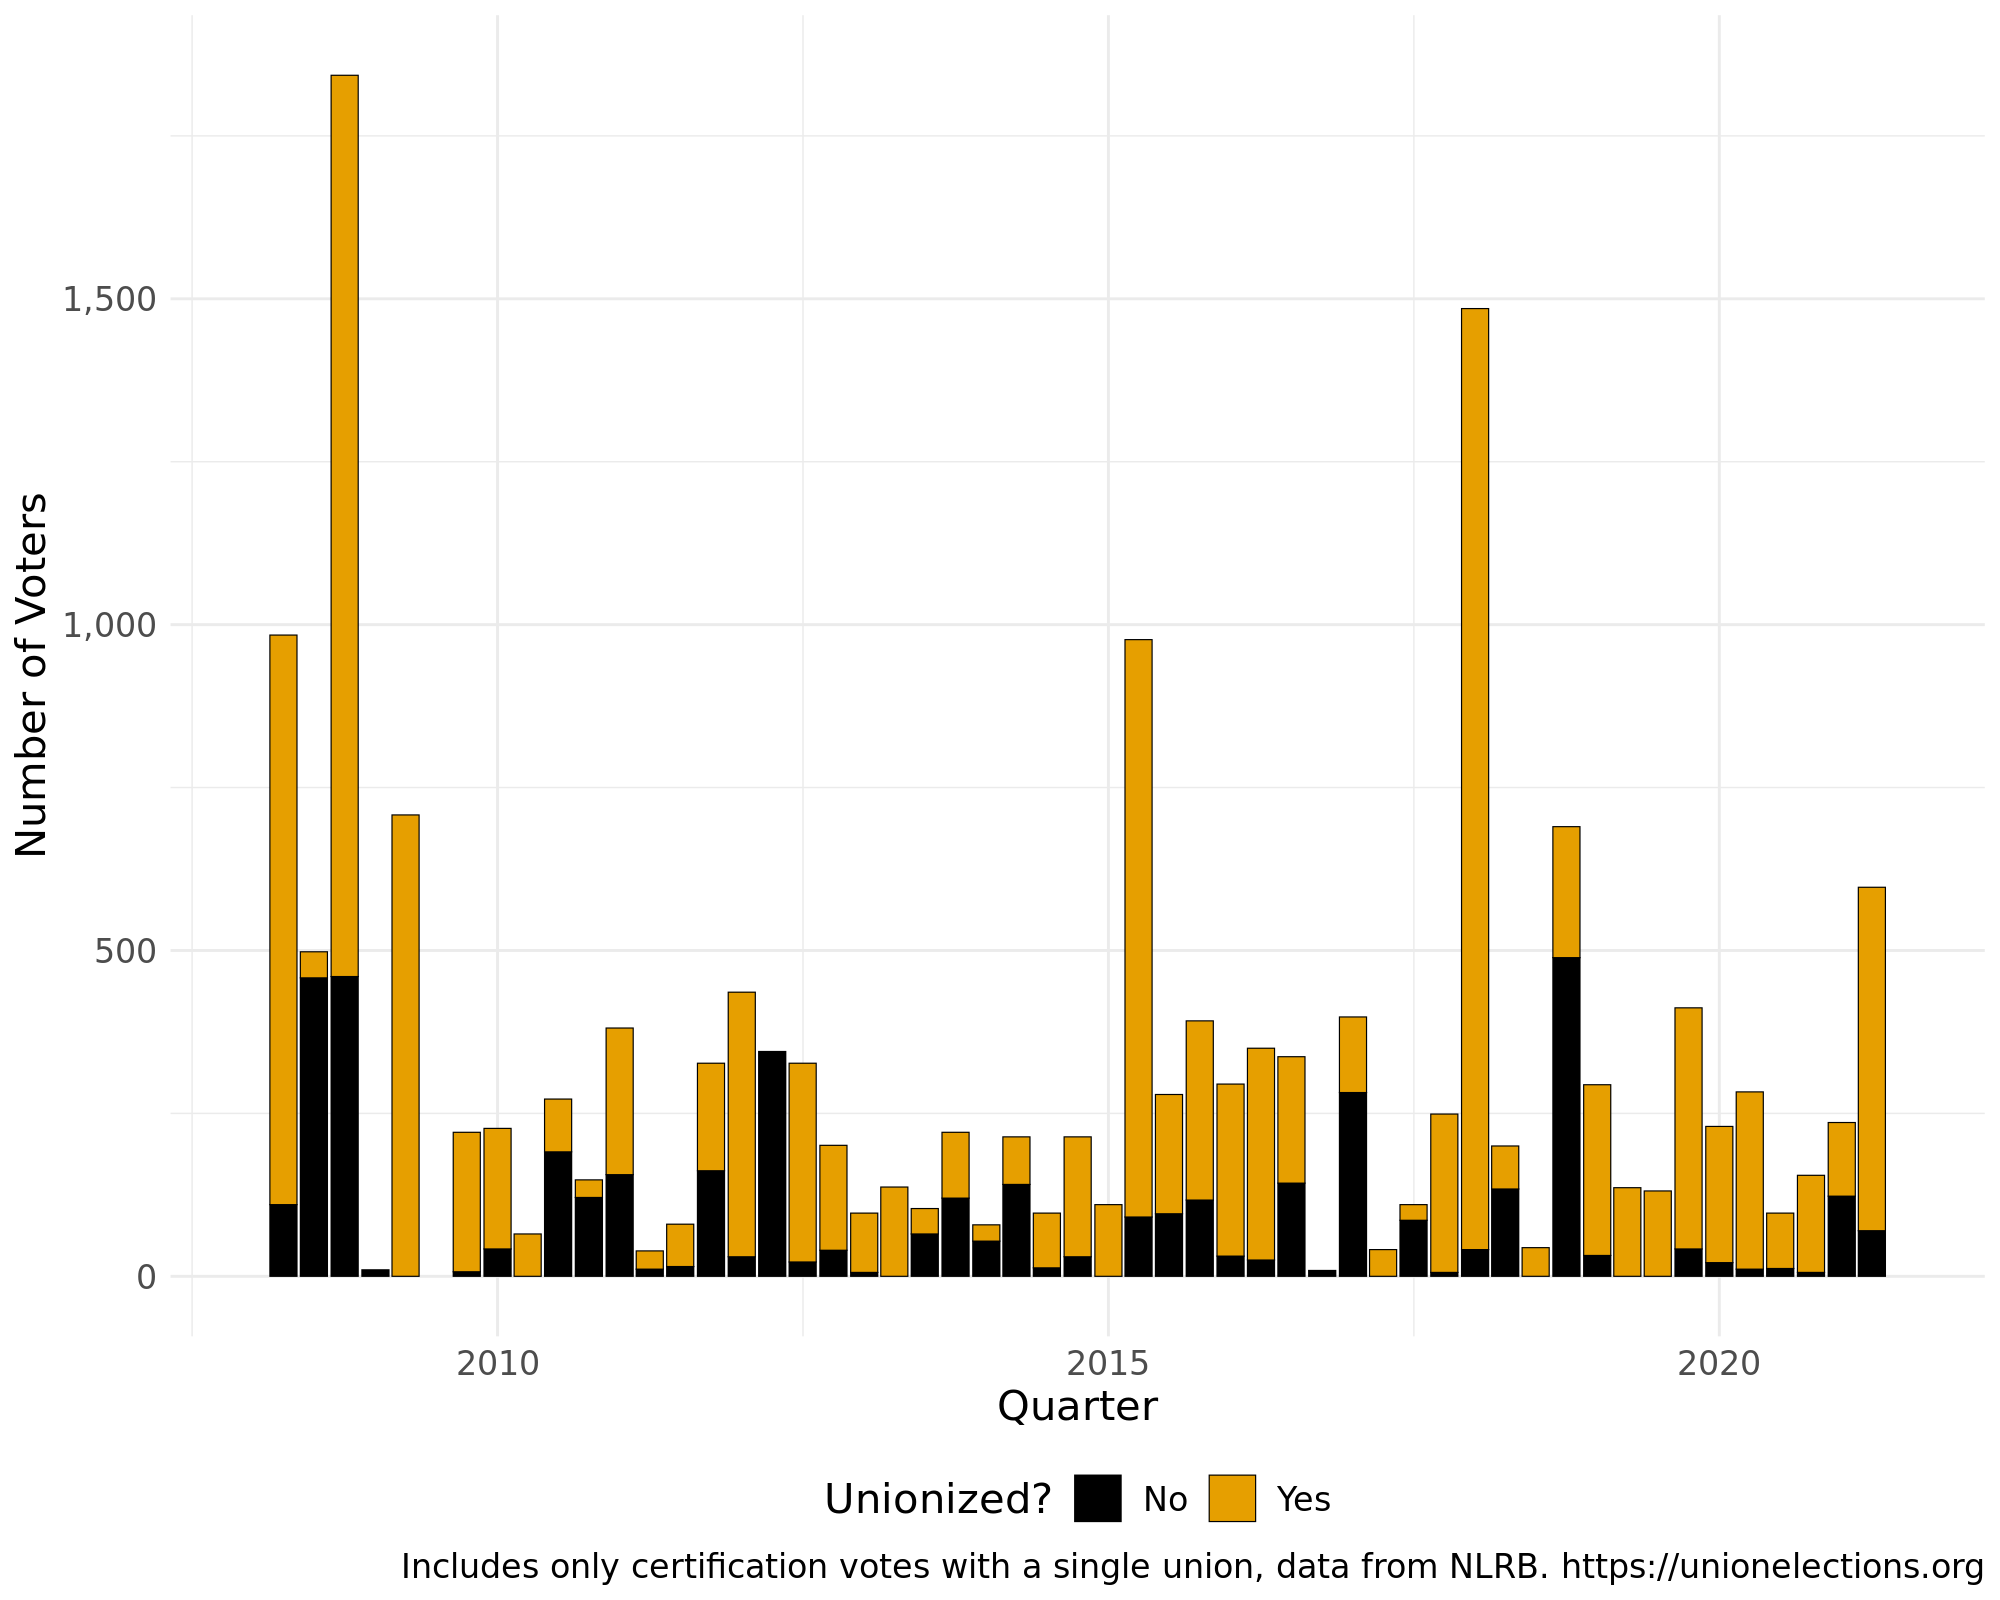 Number of Voters
1,500
1,000
500
0
2010 2015 2020
Quarter
Unionized? No Yes
Includes only certification votes with a single union, data from NLRB. https://unionelections.org